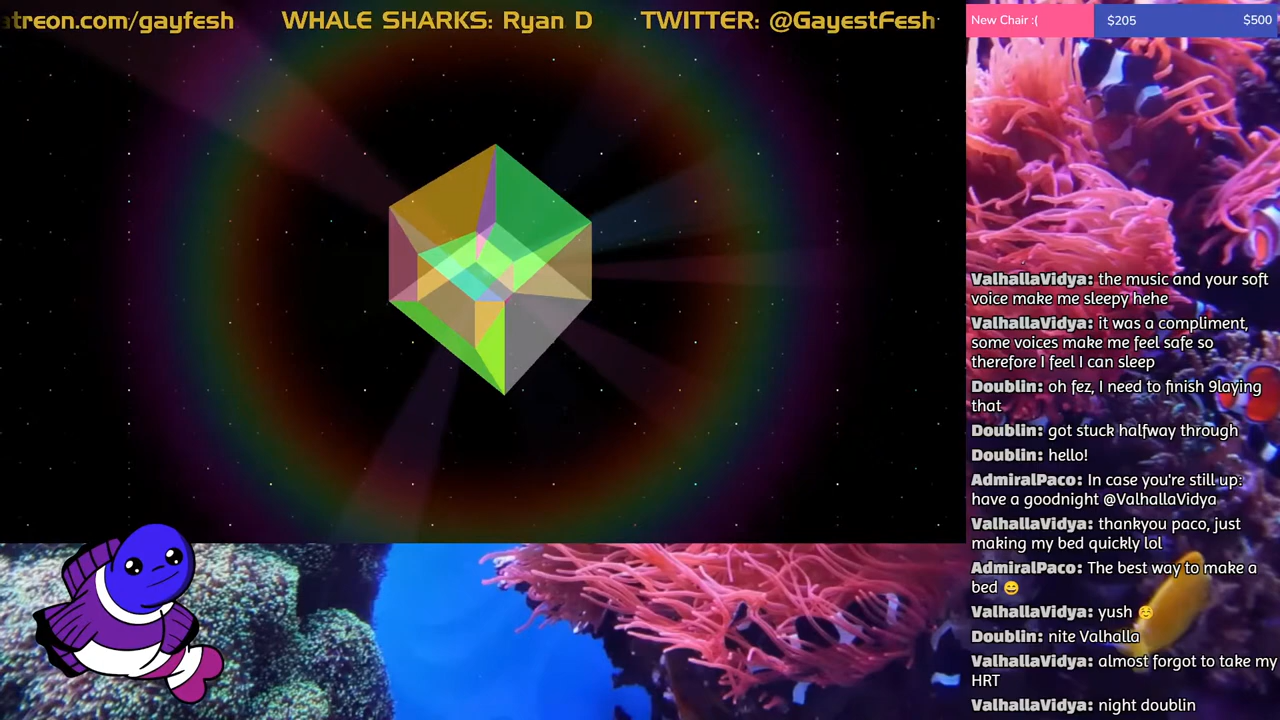 atreon.com/gayfesh WHALE SHARKS: Ryan D TWITTER: @GayestFesh
New Chair :( $205 $500
ValhallaVidya: the music and your soft
voice make me sleepy hehe
ValhallaVidya: it was a compliment,
some voices make me feel safe so
therefore I feel I can sleep
Doublin: oh fez, I need to finish 9laying
that
Doublin: got stuck halfway through
Doublin: hello!
AdmiralPaco: In case you're still up:
have a goodnight @ValhallaVidya
ValhallaVidya: thankyou paco, just
making my bed quickly lol
AdmiralPaco: The best way to make a
bed 😄
ValhallaVidya: yush ☺️
Doublin: nite Valhalla
ValhallaVidya: almost forgot to take my
HRT
ValhallaVidya: night doublin